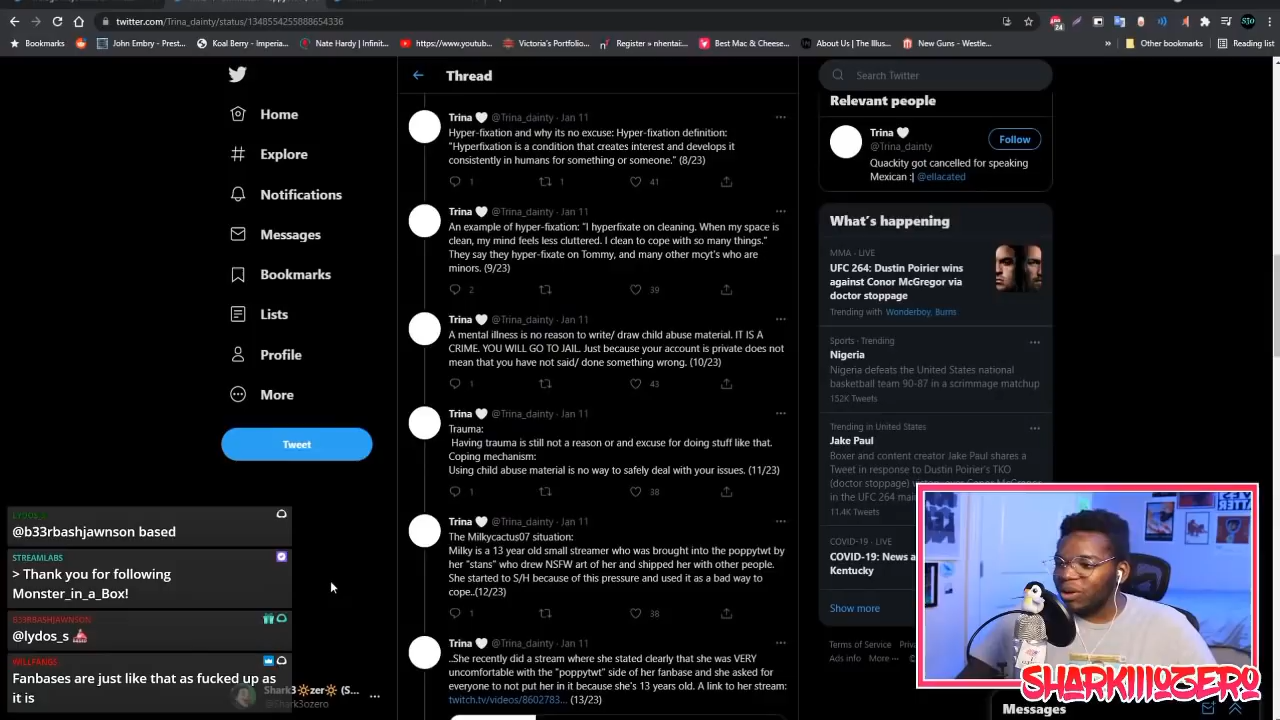 twitter.com/Trina_dainty/status/1348554255888654336
24
Bookmarks
John Embry - Prest...
Koal Berry - Imperia...
Nate Hardy | Infinit...
https://www.youtub...
Victoria's Portfolio...
Register » nhentai:...
Best Mac & Cheese...
About Us | The Illus...
New Guns - Westle...
»
Other bookmarks
Reading list
Home
Explore
Notifications
Messages
Bookmarks
Lists
Profile
More
Tweet
Thread
Trina 🤍 @Trina_dainty · Jan 11
Hyper-fixation and why its no excuse: Hyper-fixation definition:
"Hyperfixation is a condition that creates interest and develops it
consistently in humans for something or someone." (8/23)
1 1 41
Trina 🤍 @Trina_dainty · Jan 11
An example of hyper-fixation: "I hyperfixate on cleaning. When my space is
clean, my mind feels less cluttered. I clean to cope with so many things."
They say they hyper-fixate on Tommy, and many other mcyt's who are
minors. (9/23)
2 39
Trina 🤍 @Trina_dainty · Jan 11
A mental illness is no reason to write/ draw child abuse material. IT IS A
CRIME. YOU WILL GO TO JAIL. Just because your account is private does not
mean that you have not said/ done something wrong. (10/23)
1 43
Trina 🤍 @Trina_dainty · Jan 11
Trauma:
Having trauma is still not a reason or and excuse for doing stuff like that.
Coping mechanism:
Using child abuse material is no way to safely deal with your issues. (11/23)
1 38
Trina 🤍 @Trina_dainty · Jan 11
The Milkycactus07 situation:
Milky is a 13 year old small streamer who was brought into the poppytwt by
her "stans" who drew NSFW art of her and shipped her with other people.
She started to S/H because of this pressure and used it as a bad way to
cope..(12/23)
1 38
Trina 🤍 @Trina_dainty · Jan 11
..She recently did a stream where she stated clearly that she was VERY
uncomfortable with the "poppytwt" side of her fanbase and she asked for
everyone to not put her in it because she's 13 years old. A link to her stream:
twitch.tv/videos/8602783... (13/23)
Search Twitter
Relevant people
Trina 🤍
@Trina_dainty
Follow
Quackity got cancelled for speaking
Mexican :| @ellacated
What's happening
MMA · LIVE
UFC 264: Dustin Poirier wins
against Conor McGregor via
doctor stoppage
Trending with Wonderboy, Burns
Sports · Trending
Nigeria
Nigeria defeats the United States national
basketball team 90-87 in a scrimmage matchup
152K Tweets
Trending in United States
Jake Paul
Boxer and content creator Jake Paul shares a
Tweet in response to Dustin Poirier's TKO
(doctor stoppage)
in the UFC 264 mai
11.4K Tweets
COVID-19 · LIVE
COVID-19: News a
Kentucky
Show more
Terms of Service
Ad info More ···
LYDOS_S
@b33rbashjawnson based
STREAMLABS
> Thank you for following
Monster_in_a_Box!
B33RBASHJAWNSON
@lydos_s
WILLFANGS
Fanbases are just like that as fucked up as
it is
Shark3🔆zer🔆 (S...
@Shark3ozero
SHARKIIIOZERO
Messages